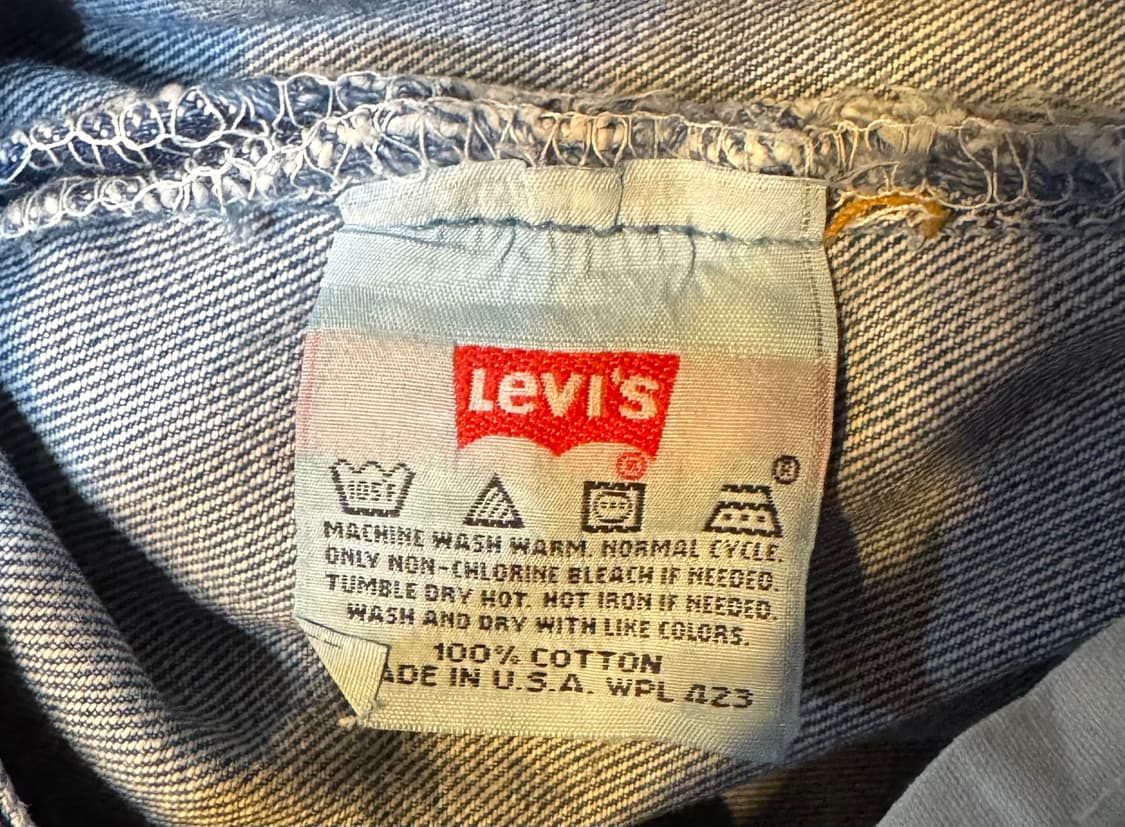 Levi's
®
®
105F
MACHINE WASH WARM. NORMAL CYCLE.
ONLY NON-CHLORINE BLEACH IF NEEDED.
TUMBLE DRY HOT. HOT IRON IF NEEDED.
WASH AND DRY WITH LIKE COLORS.
100% COTTON
ADE IN U.S.A. WPL 423